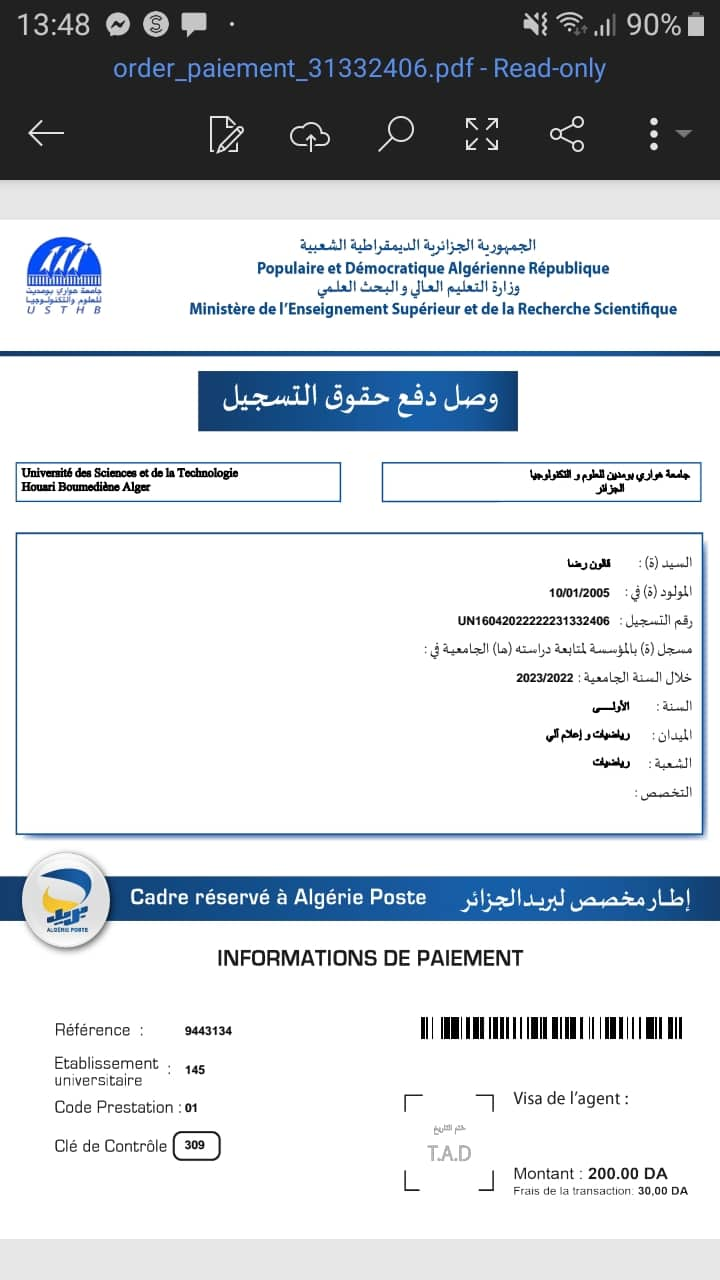 13:48
90%
order_paiement_31332406.pdf - Read-only
الجمهورية الجزائرية الديمقراطية الشعبية
Populaire et Démocratique Algérienne République
وزارة التعليم العالي والبحث العلمي
Ministère de l'Enseignement Supérieur et de la Recherche Scientifique
جامعة هواري بومدين
للعلوم والتكنولوجيا
U S T H B
وصل دفع حقوق التسجيل
Université des Sciences et de la Technologie
Houari Boumediène Alger
جامعة هواري بومدين للعلوم و التكنولوجيا
الجزائر
السيد (ة) : قالون رضا
المولود (ة) في : 10/01/2005
رقم التسجيل : UN16042022222231332406
مسجل (ة) بالمؤسسة لمتابعة دراسته (ها) الجامعية في :
خلال السنة الجامعية : 2023/2022
السنة : الأولـــى
الميدان : رياضيات و إعلام آلي
الشعبة : رياضيات
التخصص :
بريد
ALGÉRIE POSTE
Cadre réservé à Algérie Poste إطار مخصص لبريد الجزائر
INFORMATIONS DE PAIEMENT
Référence : 9443134
Etablissement universitaire : 145
Code Prestation : 01
Clé de Contrôle 309
Visa de l'agent :
ختم التاريخ
T.A.D
Montant : 200.00 DA
Frais de la transaction: 30,00 DA